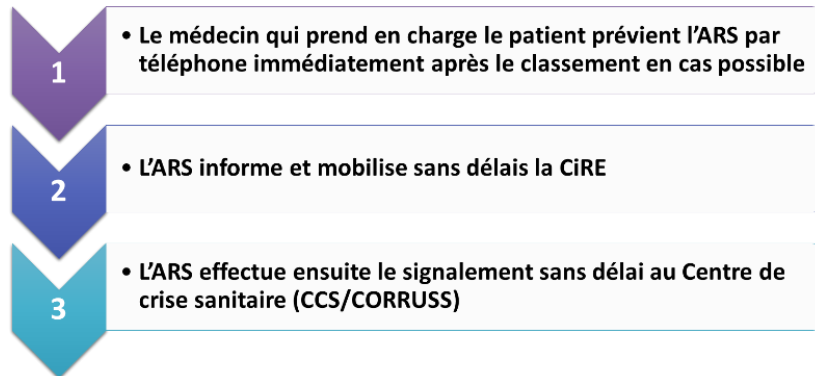 1
• Le médecin qui prend en charge le patient prévient l’ARS par
téléphone immédiatement après le classement en cas possible
2
• L’ARS informe et mobilise sans délais la CiRE
3
• L’ARS effectue ensuite le signalement sans délai au Centre de
crise sanitaire (CCS/CORRUSS)